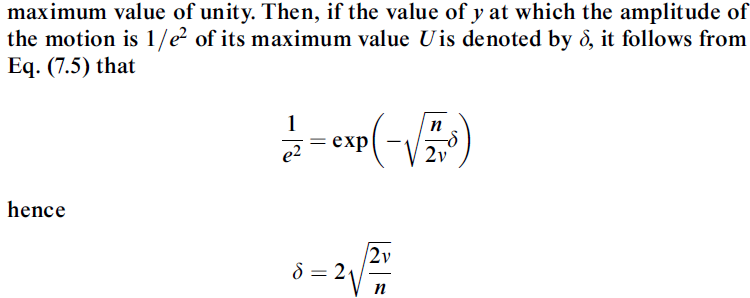 maximum value of unity. Then, if the value of y at which the amplitude of
the motion is 1/e² of its maximum value U is denoted by δ, it follows from
Eq. (7.5) that
1/e² = exp(−√(n/2ν)δ)
hence
δ = 2√(2ν/n)